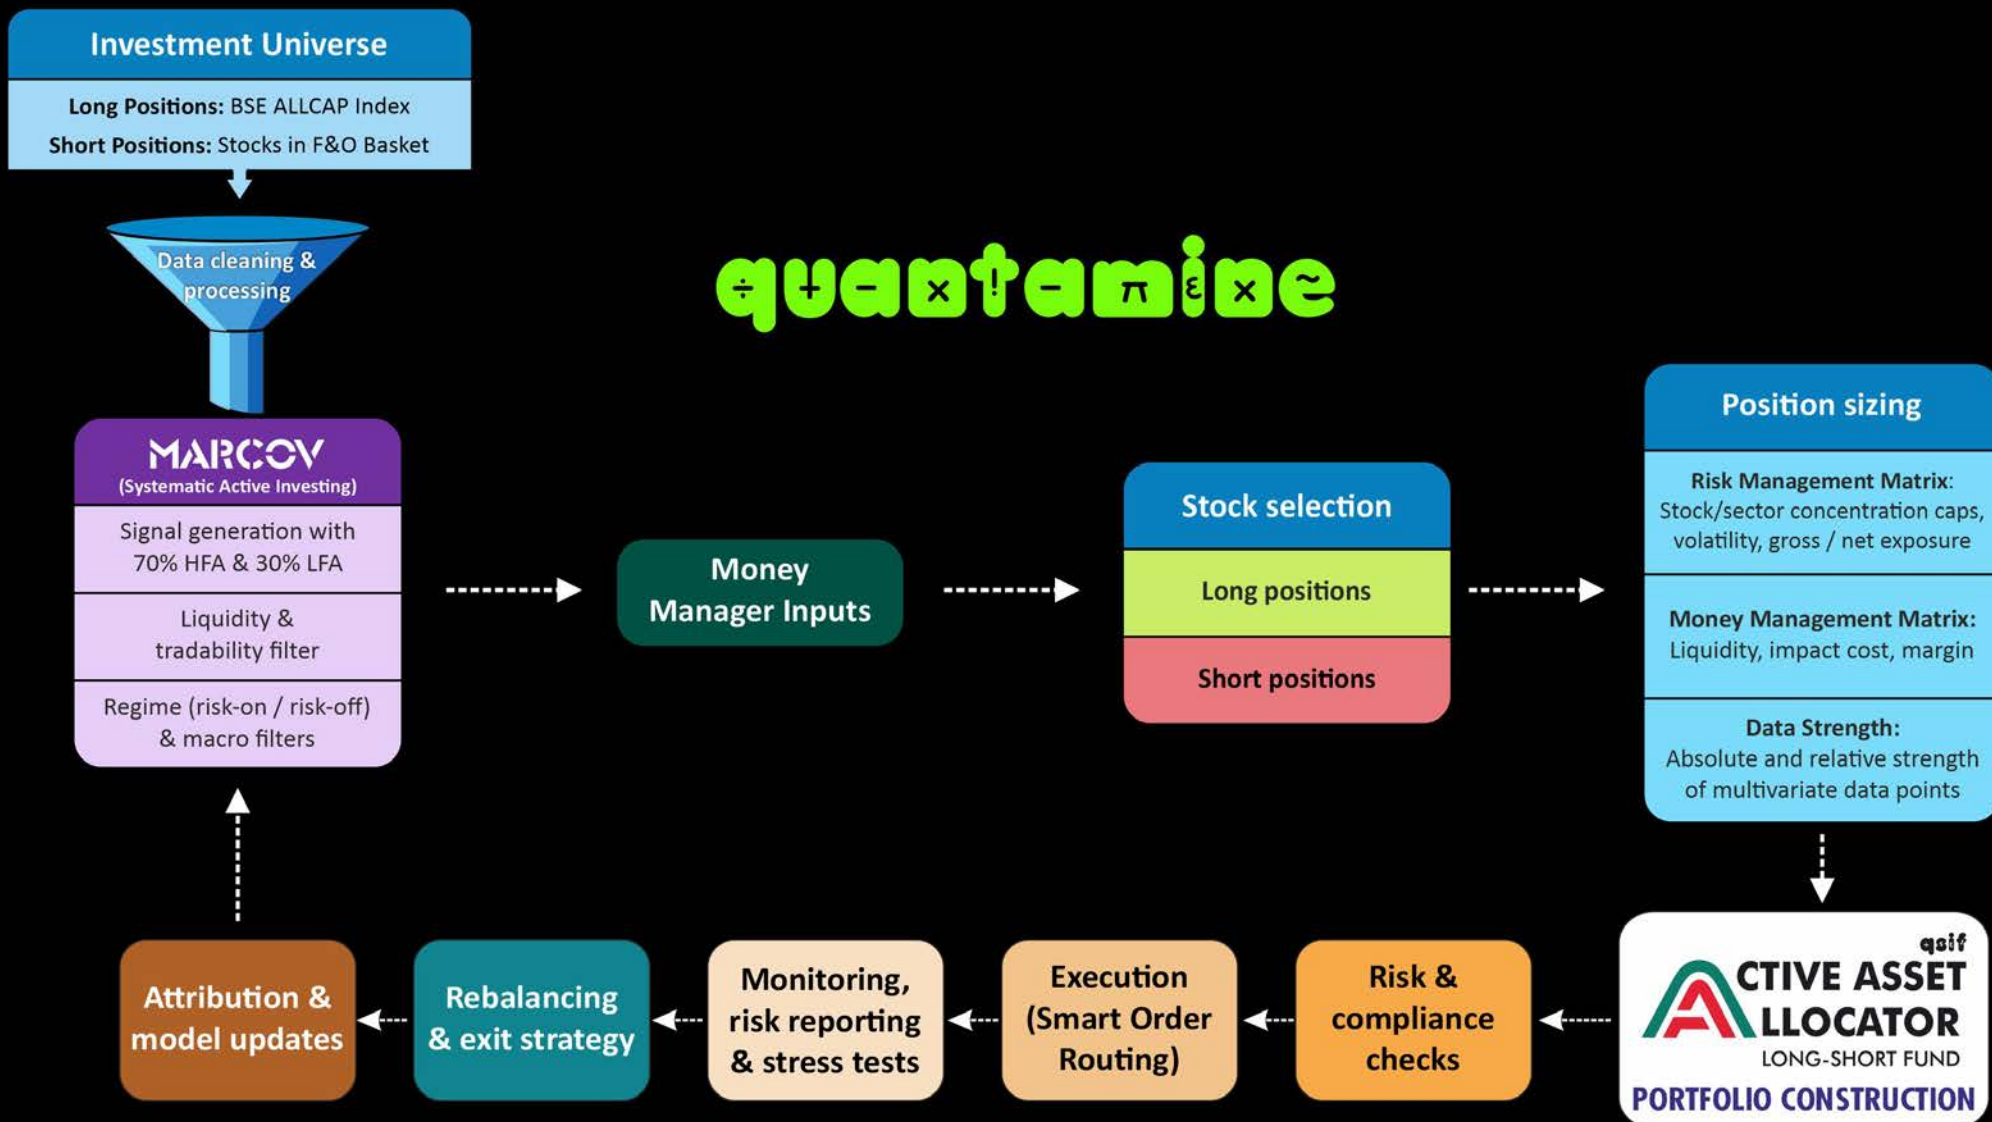 Investment Universe
Long Positions: BSE ALLCAP Index
Short Positions: Stocks in F&O Basket
Data cleaning &
processing
quantamine
MARCOV
(Systematic Active Investing)
Signal generation with
70% HFA & 30% LFA
Liquidity &
tradability filter
Regime (risk-on / risk-off)
& macro filters
Money
Manager Inputs
Stock selection
Long positions
Short positions
Position sizing
Risk Management Matrix:
Stock/sector concentration caps,
volatility, gross / net exposure
Money Management Matrix:
Liquidity, impact cost, margin
Data Strength:
Absolute and relative strength
of multivariate data points
qsif
ACTIVE ASSET
ALLOCATOR
LONG-SHORT FUND
PORTFOLIO CONSTRUCTION
Risk &
compliance
checks
Execution
(Smart Order
Routing)
Monitoring,
risk reporting
& stress tests
Rebalancing
& exit strategy
Attribution &
model updates